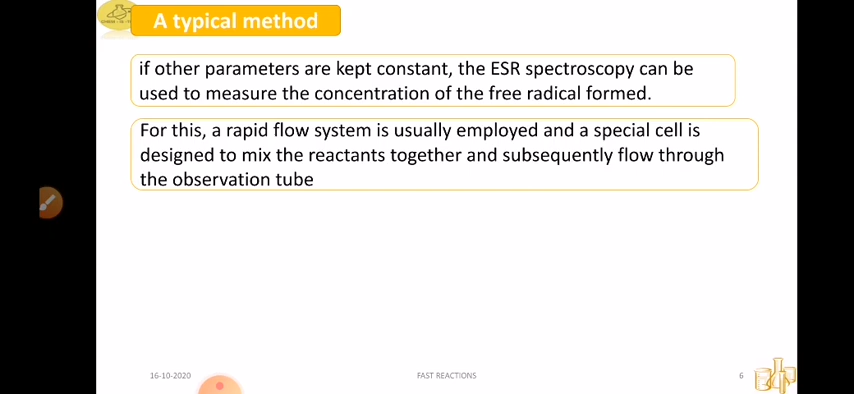 A typical method
if other parameters are kept constant, the ESR spectroscopy can be
used to measure the concentration of the free radical formed.
For this, a rapid flow system is usually employed and a special cell is
designed to mix the reactants together and subsequently flow through
the observation tube
16-10-2020
FAST REACTIONS
6